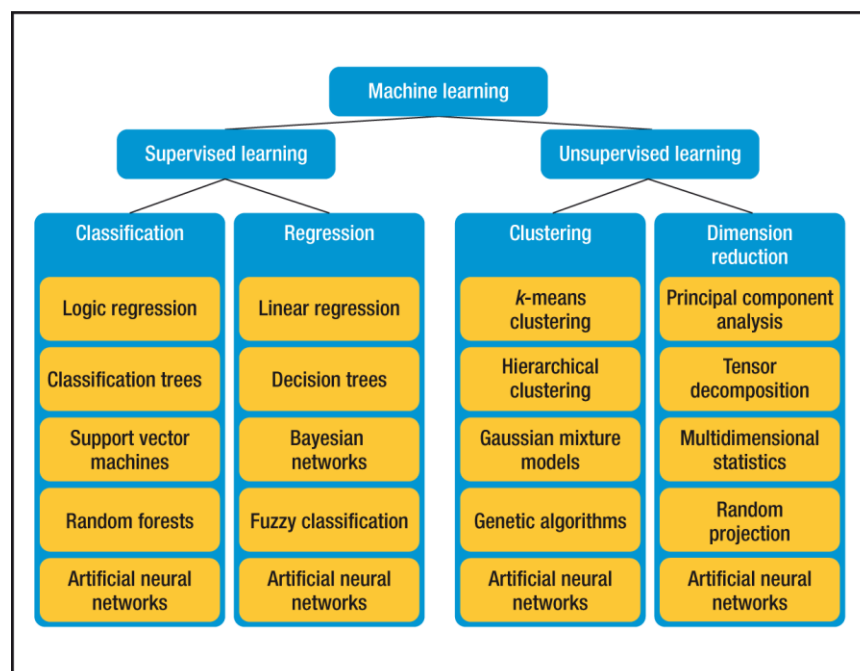 Machine learning
Supervised learning
Unsupervised learning
Classification
Logic regression
Classification trees
Support vector
machines
Random forests
Artificial neural
networks
Regression
Linear regression
Decision trees
Bayesian
networks
Fuzzy classification
Artificial neural
networks
Clustering
k-means
clustering
Hierarchical
clustering
Gaussian mixture
models
Genetic algorithms
Artificial neural
networks
Dimension
reduction
Principal component
analysis
Tensor
decomposition
Multidimensional
statistics
Random
projection
Artificial neural
networks